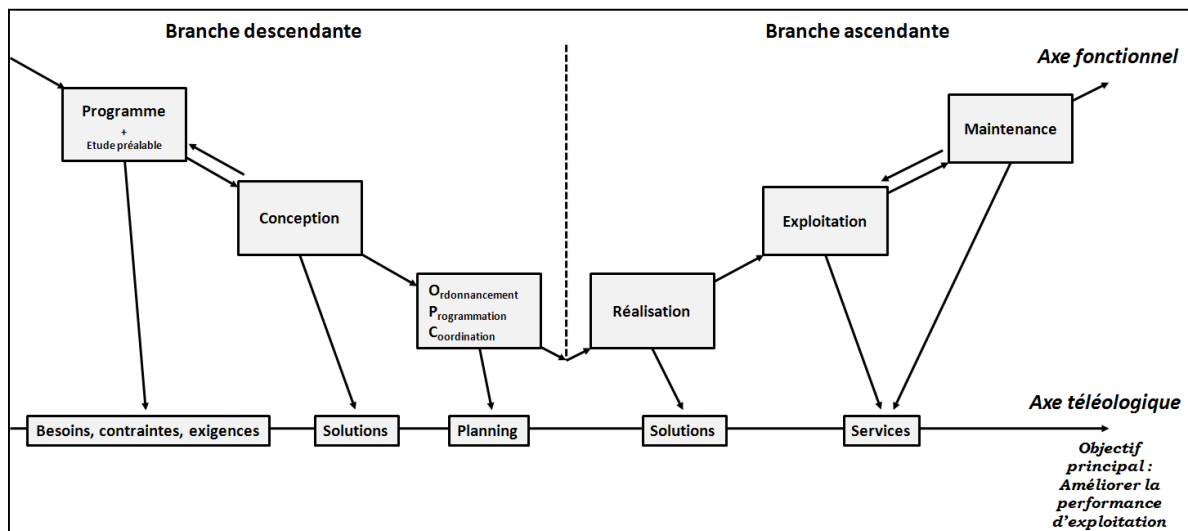 Branche descendante
Branche ascendante
Axe fonctionnel
Programme
+
Etude préalable
Maintenance
Conception
Exploitation
Ordonnancement
Programmation
Coordination
Réalisation
Axe téléologique
Besoins, contraintes, exigences
Solutions
Planning
Solutions
Services
Objectif
principal :
Améliorer la
performance
d'exploitation